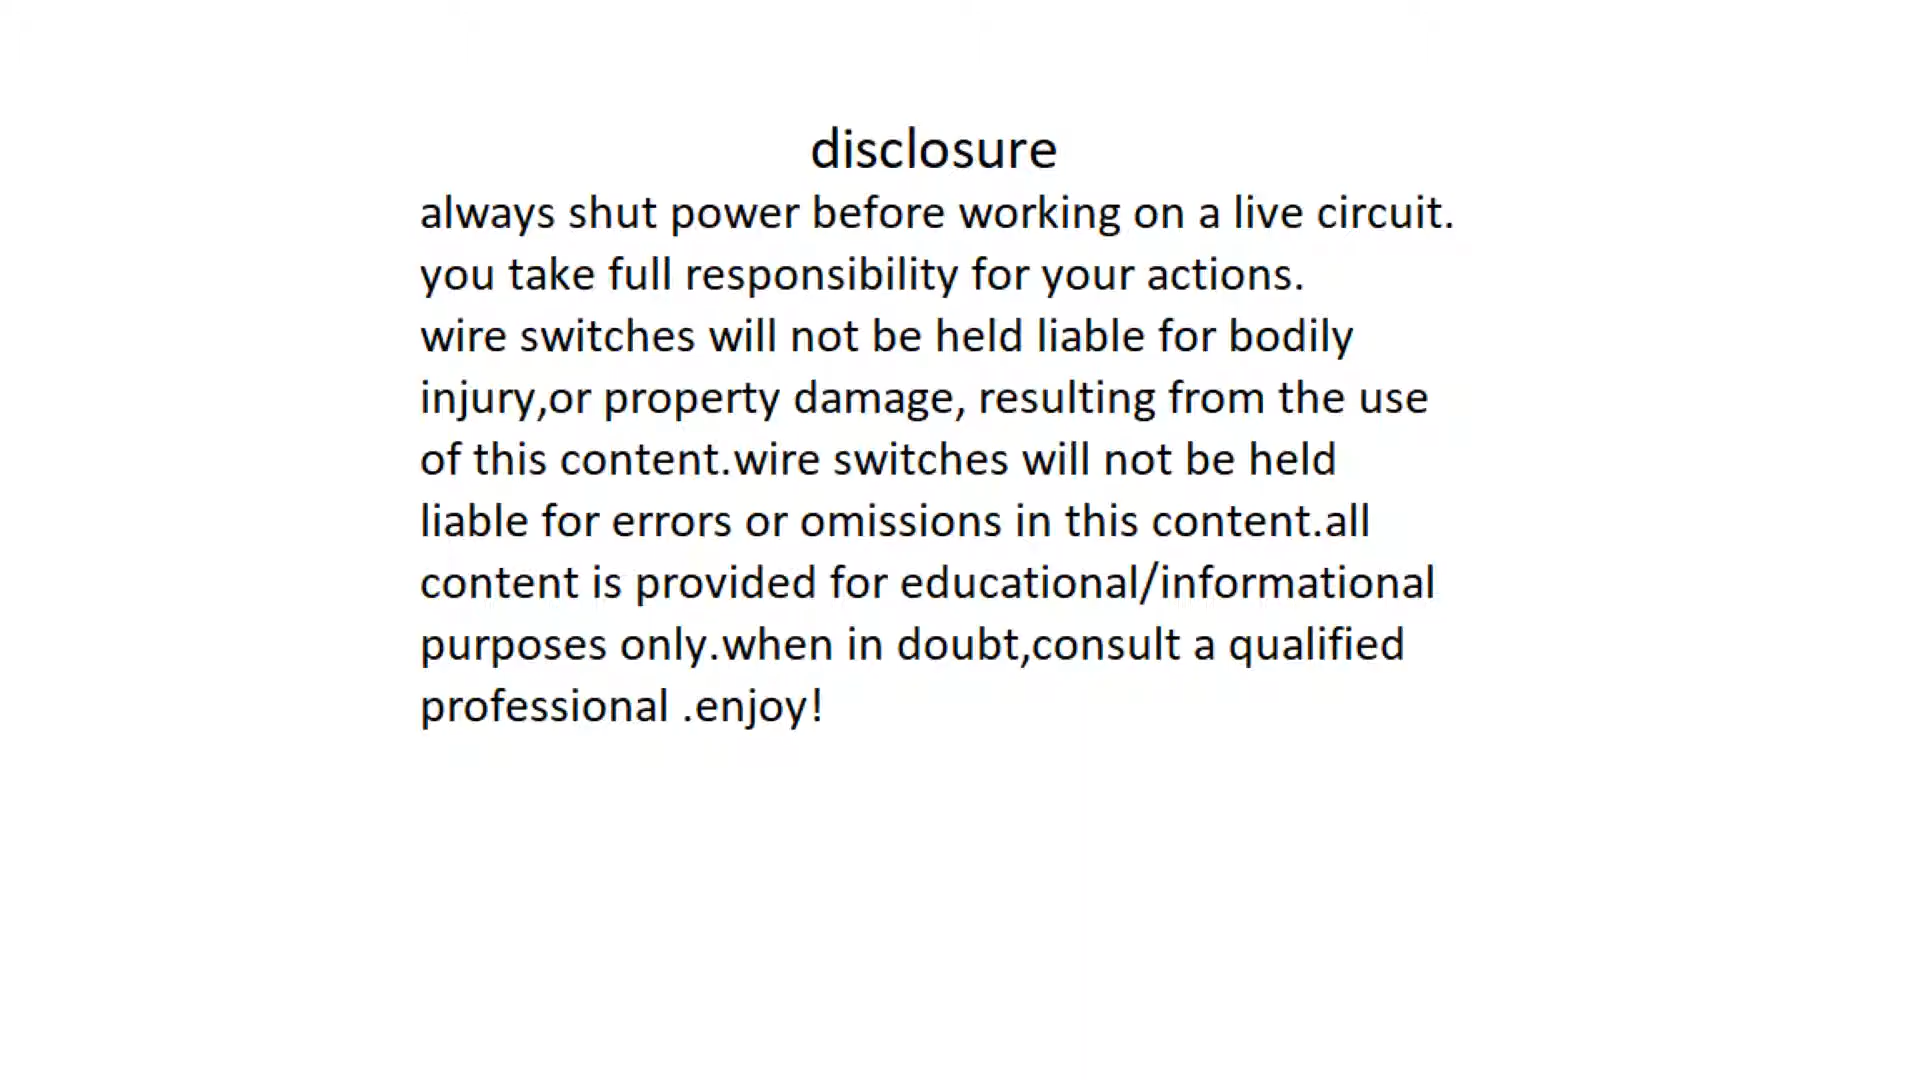 disclosure
always shut power before working on a live circuit.
you take full responsibility for your actions.
wire switches will not be held liable for bodily
injury,or property damage, resulting from the use
of this content.wire switches will not be held
liable for errors or omissions in this content.all
content is provided for educational/informational
purposes only.when in doubt,consult a qualified
professional .enjoy!